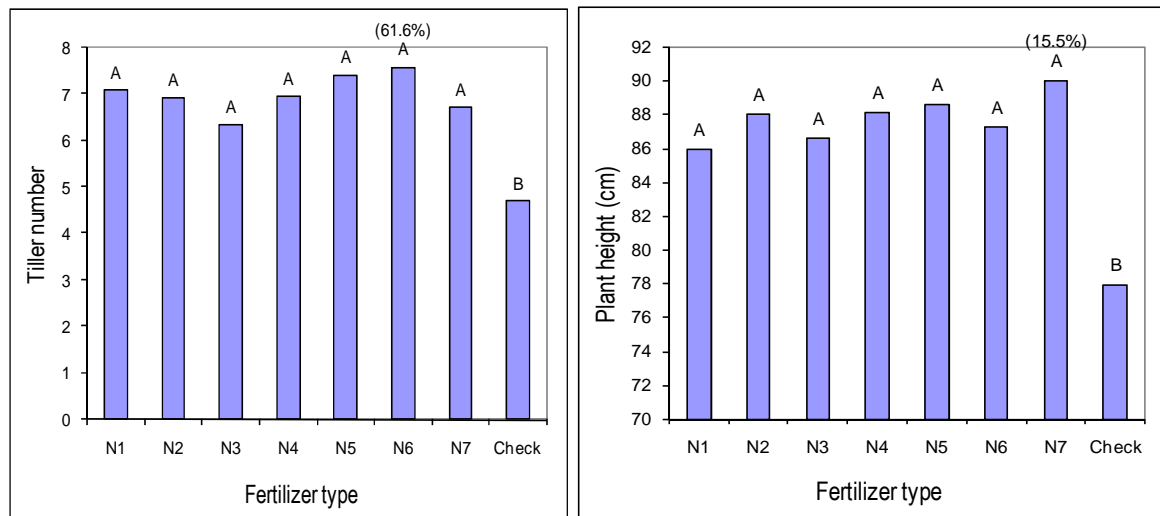 (61.6%)
8
7
6
5
4
3
2
1
0
A A A A A A A B
Tiller number
N1 N2 N3 N4 N5 N6 N7 Check
Fertilizer type
(15.5%)
92
90
88
86
84
82
80
78
76
74
72
70
A A A A A A A B
Plant height (cm)
N1 N2 N3 N4 N5 N6 N7 Check
Fertilizer type